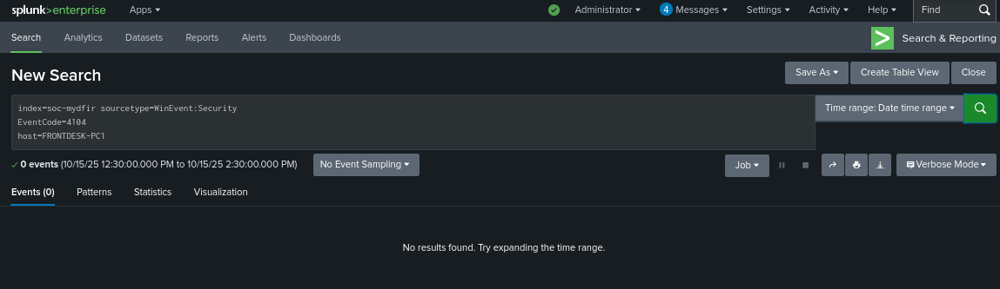 splunk>enterprise Apps Administrator 4 Messages Settings Activity Help Find
Search Analytics Datasets Reports Alerts Dashboards Search & Reporting
New Search Save As Create Table View Close
index=soc-mydfir sourcetype=WinEvent:Security
EventCode=4104
host=FRONTDESK-PC1
Time range: Date time range
0 events (10/15/25 12:30:00.000 PM to 10/15/25 2:30:00.000 PM) No Event Sampling Job Verbose Mode
Events (0) Patterns Statistics Visualization
No results found. Try expanding the time range.